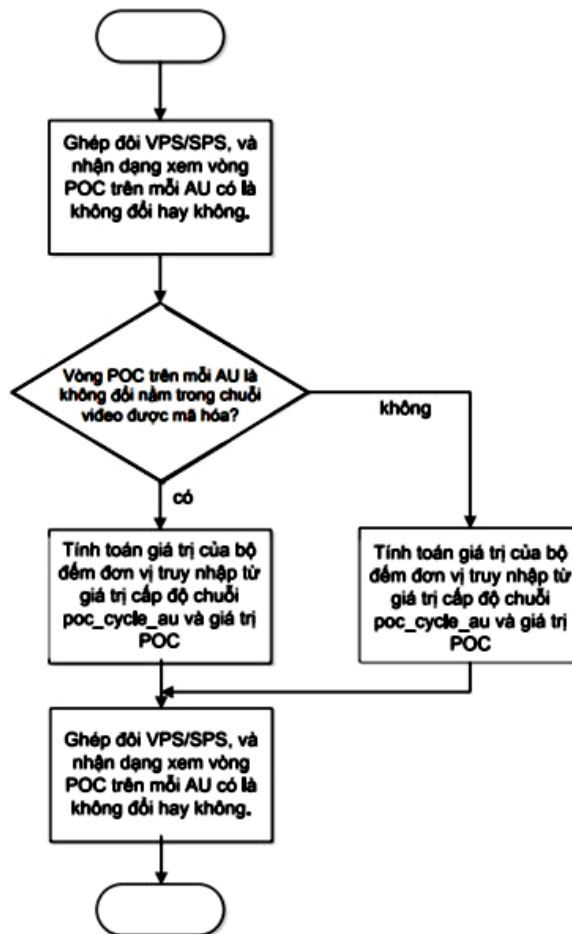 Ghép đôi VPS/SPS, và
nhận dạng xem vòng
POC trên mỗi AU có là
không đổi hay không.
Vòng POC trên mỗi AU là
không đổi nằm trong chuỗi
video được mã hóa?
không
có
Tính toán giá trị của bộ
đếm đơn vị truy nhập từ
giá trị cấp độ chuỗi
poc_cycle_au và giá trị
POC
Tính toán giá trị của bộ
đếm đơn vị truy nhập từ
giá trị cấp độ chuỗi
poc_cycle_au và giá trị
POC
Ghép đôi VPS/SPS, và
nhận dạng xem vòng
POC trên mỗi AU có là
không đổi hay không.